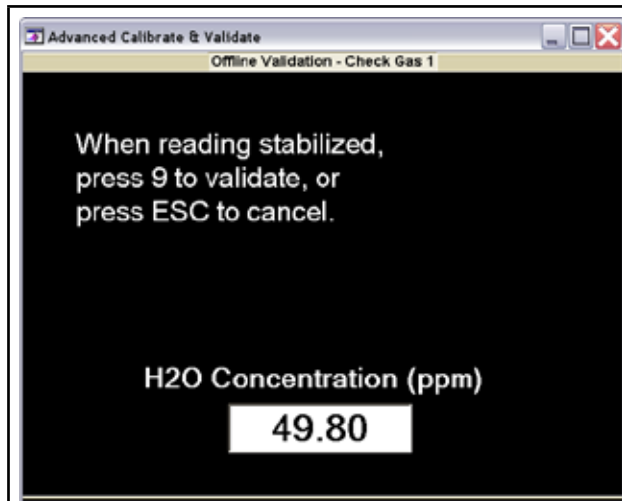 Advanced Calibrate & Validate
Offline Validation - Check Gas 1
When reading stabilized,
press 9 to validate, or
press ESC to cancel.
H2O Concentration (ppm)
49.80